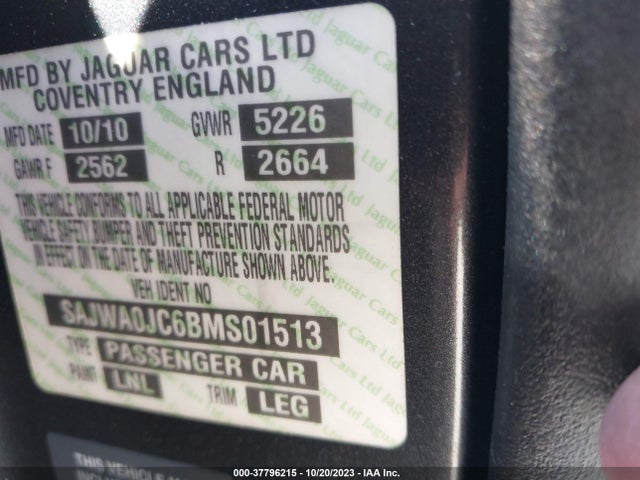 MFD BY JAGUAR CARS LTD
COVENTRY ENGLAND
MFD DATE 10/10 GVWR 5226
GAWR F 2562 R 2664
THIS VEHICLE CONFORMS TO ALL APPLICABLE FEDERAL MOTOR
VEHICLE SAFETY BUMPER AND THEFT PREVENTION STANDARDS
IN EFFECT ON THE DATE OF MANUFACTURE SHOWN ABOVE.
VEH IDENT NO
SAJWA0JC6BMS01513
TYPE PASSENGER CAR
PAINT LNL TRIM LEG
THIS VEHICLE
000-37796215 - 10/20/2023 - IAA Inc.